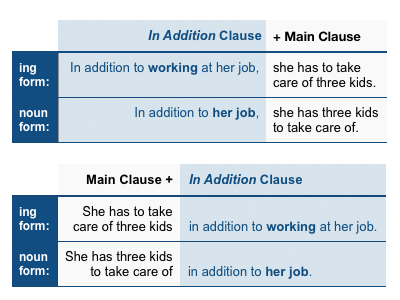 In Addition Clause + Main Clause
ing In addition to working at her job, she has to take
form: care of three kids.
noun In addition to her job, she has three kids
form: to take care of.
Main Clause + In Addition Clause
ing She has to take
form: care of three kids in addition to working at her job.
noun She has three kids
form: to take care of in addition to her job.